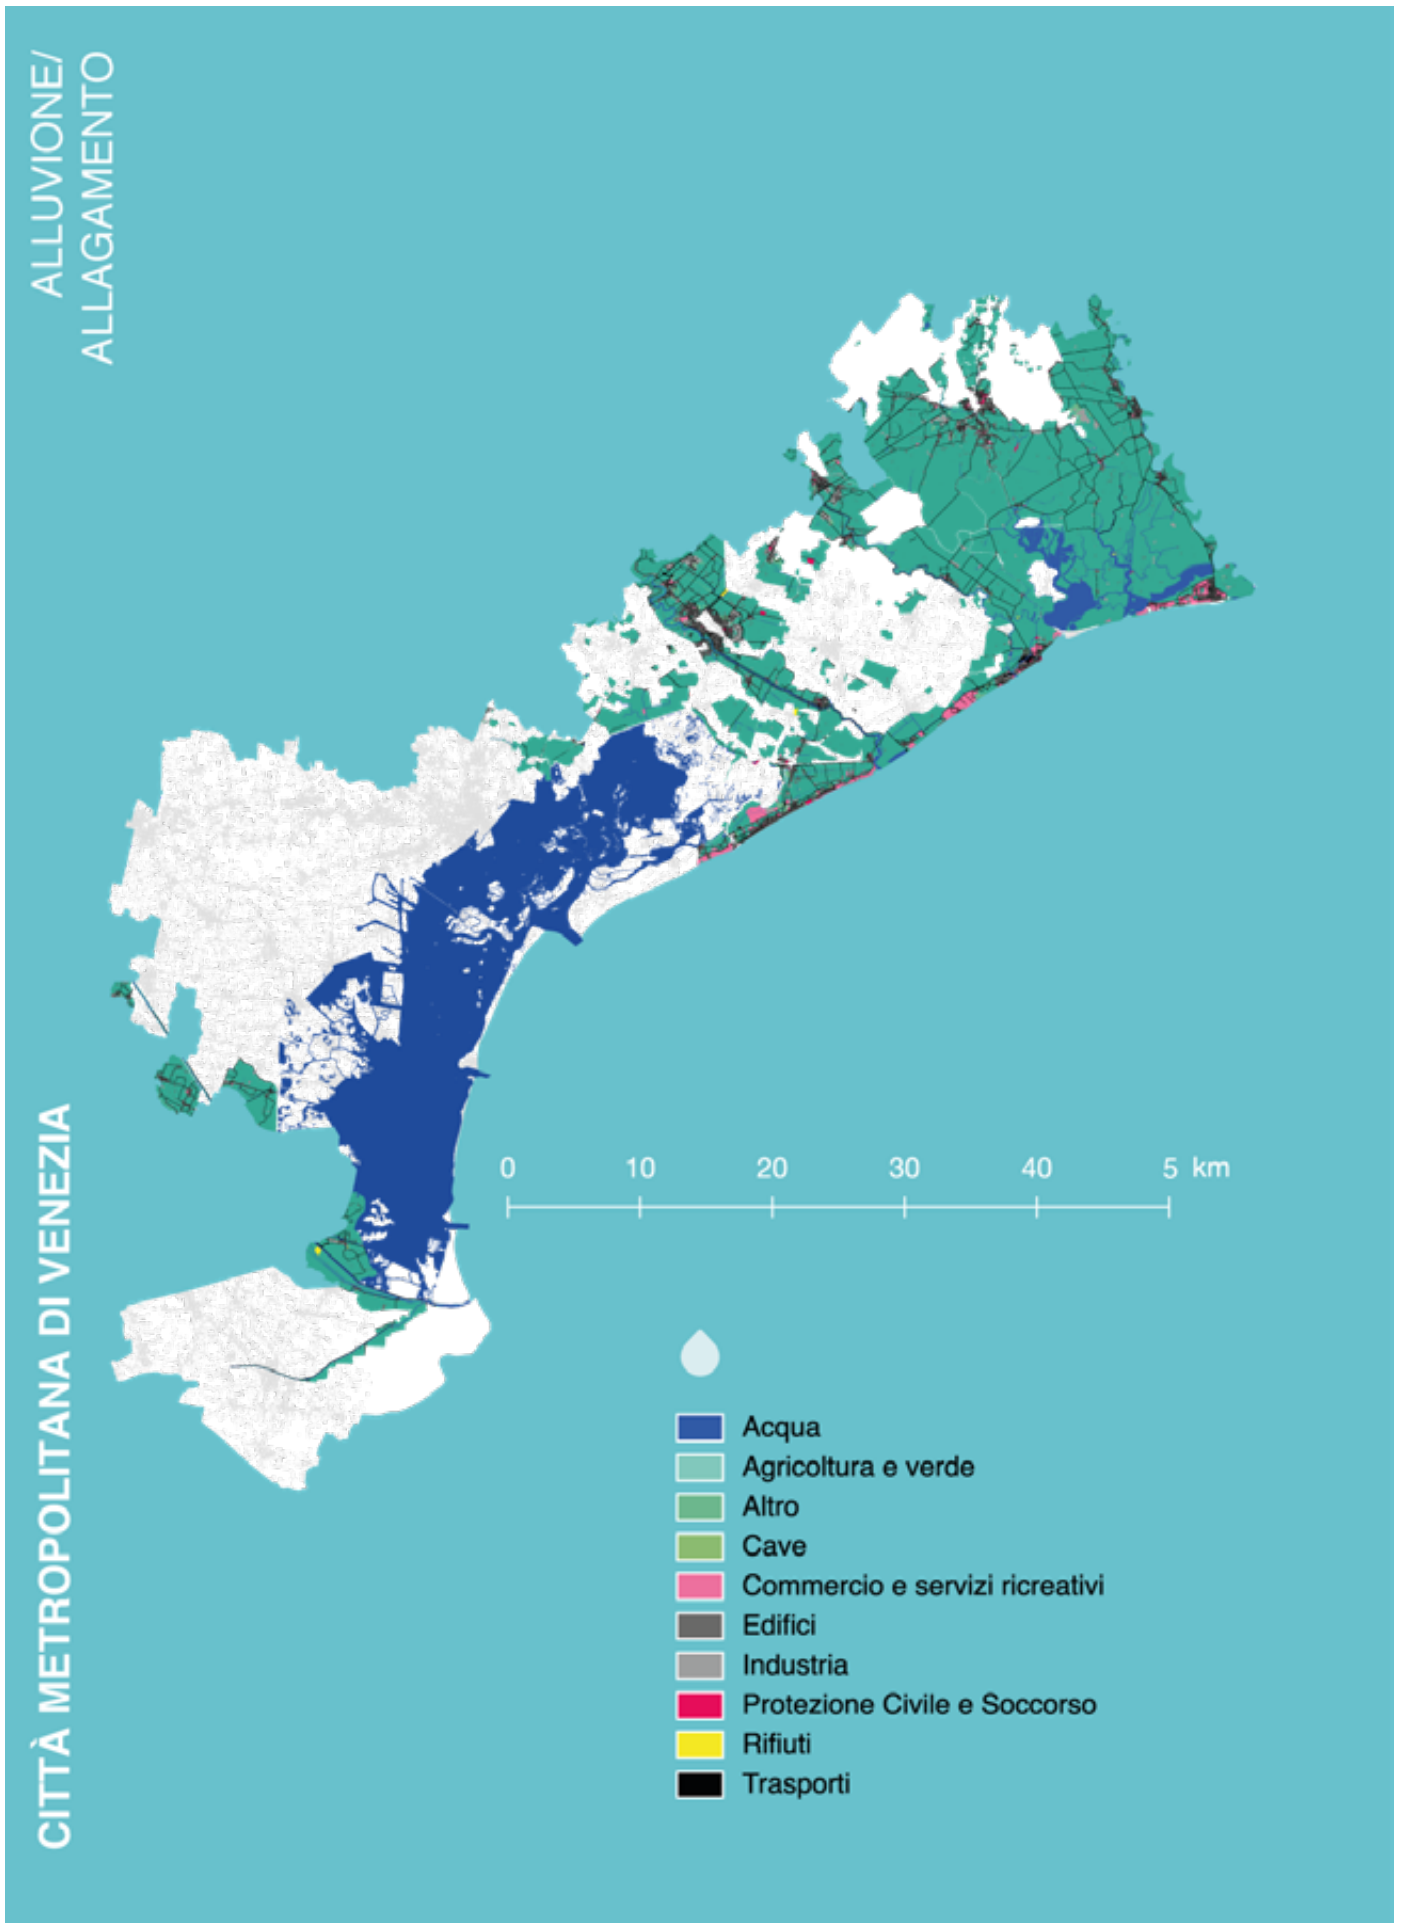 ALLUVIONE/
ALLAGAMENTO
CITTÀ METROPOLITANA DI VENEZIA
0 10 20 30 40 5 km
Acqua
Agricoltura e verde
Altro
Cave
Commercio e servizi ricreativi
Edifici
Industria
Protezione Civile e Soccorso
Rifiuti
Trasporti